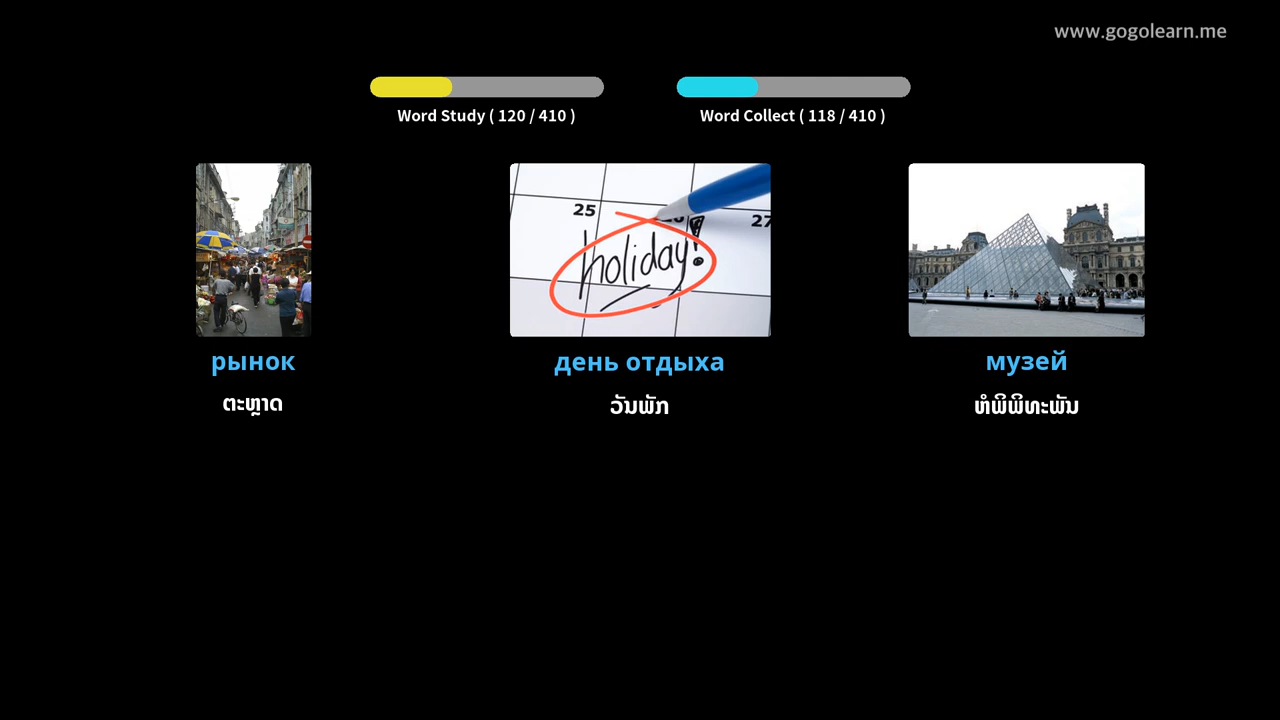 www.gogolearn.me
Word Study ( 120 / 410 )
Word Collect ( 118 / 410 )
25
27
holiday!
рынок
день отдыха
музей
ຕະຫຼາດ
ວັນພັກ
ຫໍພິພິທະພັນ